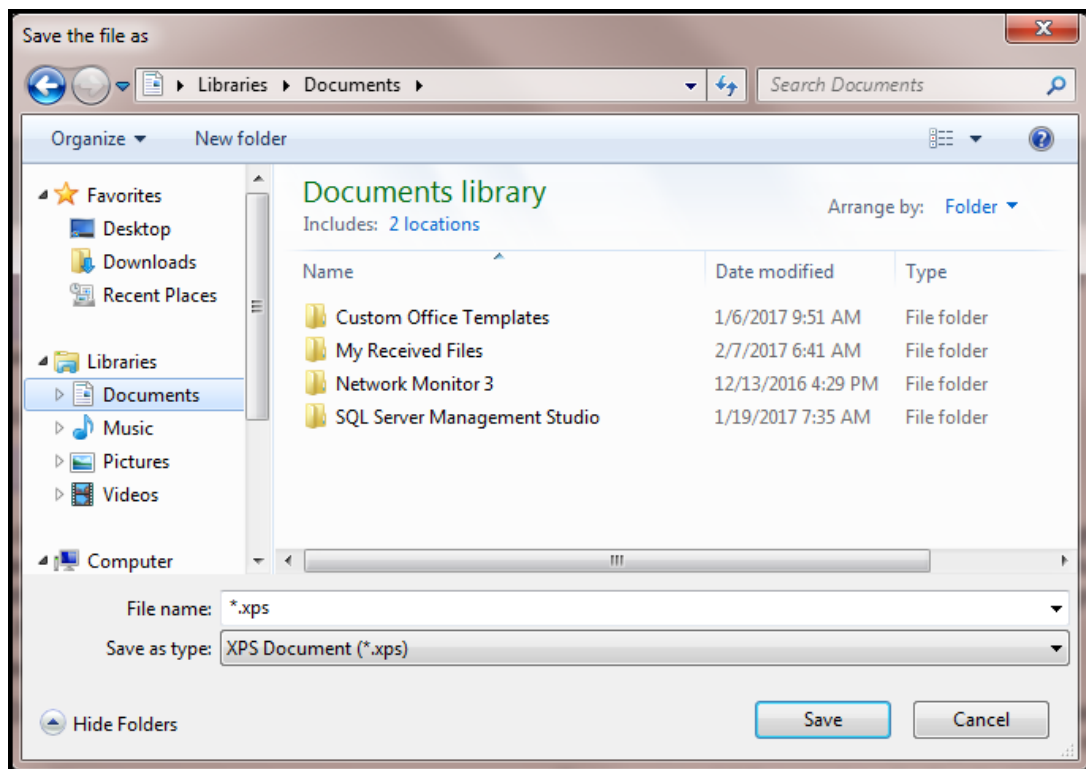 Save the file as
Libraries Documents
Search Documents
Organize New folder
Favorites
Desktop
Downloads
Recent Places
Libraries
Documents
Music
Pictures
Videos
Computer
Documents library
Includes: 2 locations
Arrange by: Folder
Name Date modified Type
Custom Office Templates 1/6/2017 9:51 AM File folder
My Received Files 2/7/2017 6:41 AM File folder
Network Monitor 3 12/13/2016 4:29 PM File folder
SQL Server Management Studio 1/19/2017 7:35 AM File folder
File name: *.xps
Save as type: XPS Document (*.xps)
Hide Folders Save Cancel